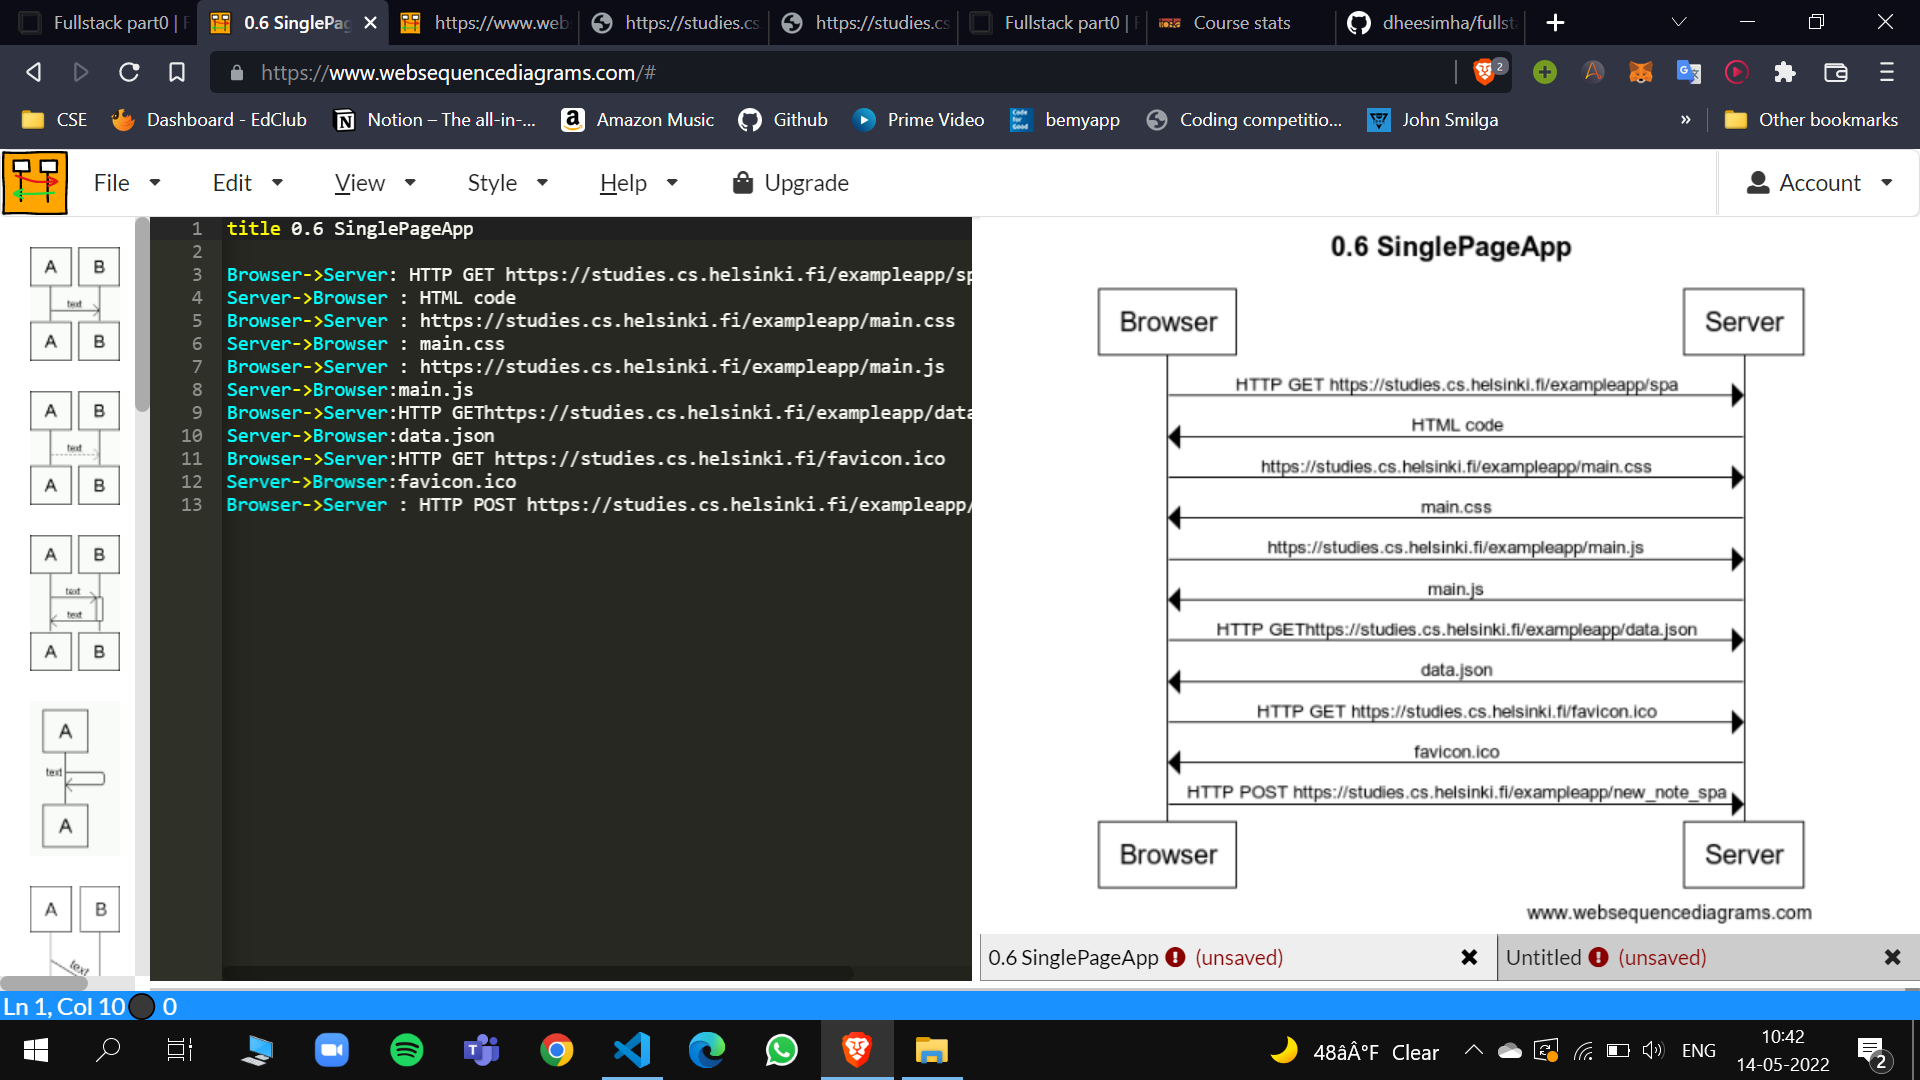 Fullstack part0 | F
0.6 SinglePag
https://www.web
https://studies.cs
https://studies.cs
Fullstack part0 | F
Course stats
dheesimha/fullst
https://www.websequencediagrams.com/#
2
CSE
Dashboard - EdClub
Notion – The all-in-...
Amazon Music
Github
Prime Video
bemyapp
Coding competitio...
John Smilga
»
Other bookmarks
File
Edit
View
Style
Help
Upgrade
Account
A B
text
A B
A B
text
A B
A B
text
text
A B
A
text
A
A B
text
1 title 0.6 SinglePageApp
2
3 Browser->Server: HTTP GET https://studies.cs.helsinki.fi/exampleapp/sp
4 Server->Browser : HTML code
5 Browser->Server : https://studies.cs.helsinki.fi/exampleapp/main.css
6 Server->Browser : main.css
7 Browser->Server : https://studies.cs.helsinki.fi/exampleapp/main.js
8 Server->Browser:main.js
9 Browser->Server:HTTP GEThttps://studies.cs.helsinki.fi/exampleapp/data
10 Server->Browser:data.json
11 Browser->Server:HTTP GET https://studies.cs.helsinki.fi/favicon.ico
12 Server->Browser:favicon.ico
13 Browser->Server : HTTP POST https://studies.cs.helsinki.fi/exampleapp/
0.6 SinglePageApp
Browser Server
HTTP GET https://studies.cs.helsinki.fi/exampleapp/spa
HTML code
https://studies.cs.helsinki.fi/exampleapp/main.css
main.css
https://studies.cs.helsinki.fi/exampleapp/main.js
main.js
HTTP GEThttps://studies.cs.helsinki.fi/exampleapp/data.json
data.json
HTTP GET https://studies.cs.helsinki.fi/favicon.ico
favicon.ico
HTTP POST https://studies.cs.helsinki.fi/exampleapp/new_note_spa
Browser Server
www.websequencediagrams.com
0.6 SinglePageApp (unsaved)
Untitled (unsaved)
Ln 1, Col 10 0
48âÂ°F Clear
ENG
10:42
14-05-2022
2